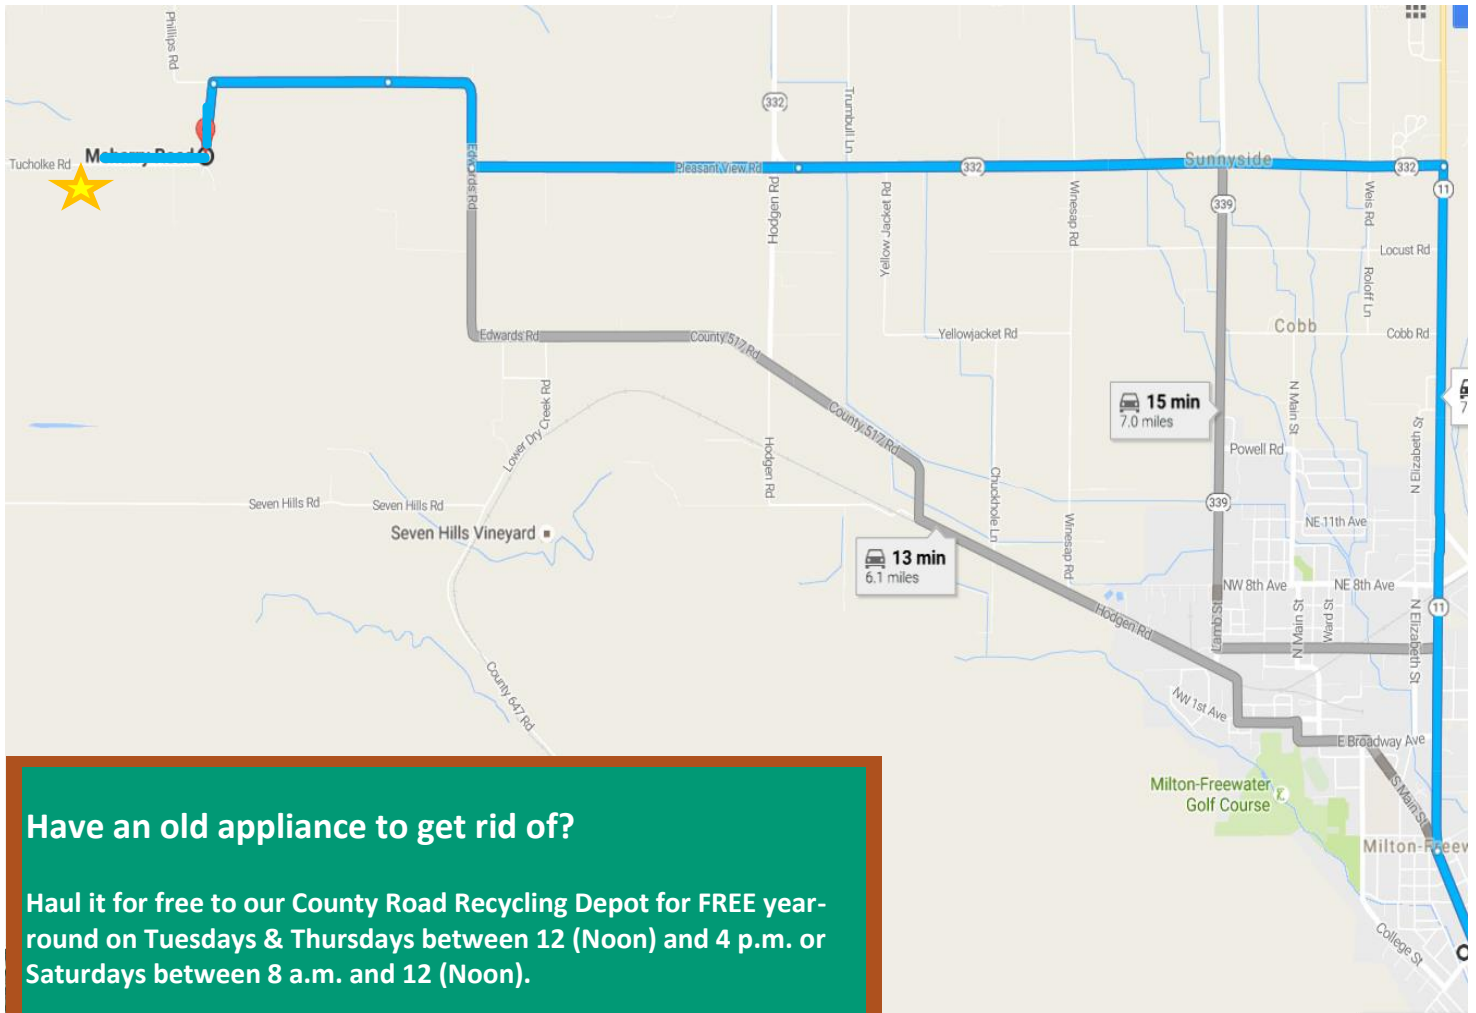 Phillips Rd
332
Trumbull Ln
Tucholke Rd
Edwards Rd
Pleasant View Rd
332
Sunnyside
332
11
Hodgen Rd
Yellow Jacket Rd
Winesap Rd
339
Weis Rd
Locust Rd
Roloff Ln
Edwards Rd
County 517 Rd
Yellowjacket Rd
Cobb
Cobb Rd
Lower Dry Creek Rd
County 517 Rd
15 min
7.0 miles
N Main St
N Elizabeth St
7
Powell Rd
Hodgen Rd
Chuckhole Ln
Seven Hills Rd
Seven Hills Rd
339
Seven Hills Vineyard
Winesap Rd
NE 11th Ave
13 min
6.1 miles
NW 8th Ave
NE 8th Ave
Hodgen Rd
Lamb St
N Main St
Ward St
N Elizabeth St
11
County 647 Rd
NW 1st Ave
E Broadway Ave
Milton-Freewater
Golf Course
S Main St
Milton-Freew
College St
Have an old appliance to get rid of?
Haul it for free to our County Road Recycling Depot for FREE year-
round on Tuesdays & Thursdays between 12 (Noon) and 4 p.m. or
Saturdays between 8 a.m. and 12 (Noon).